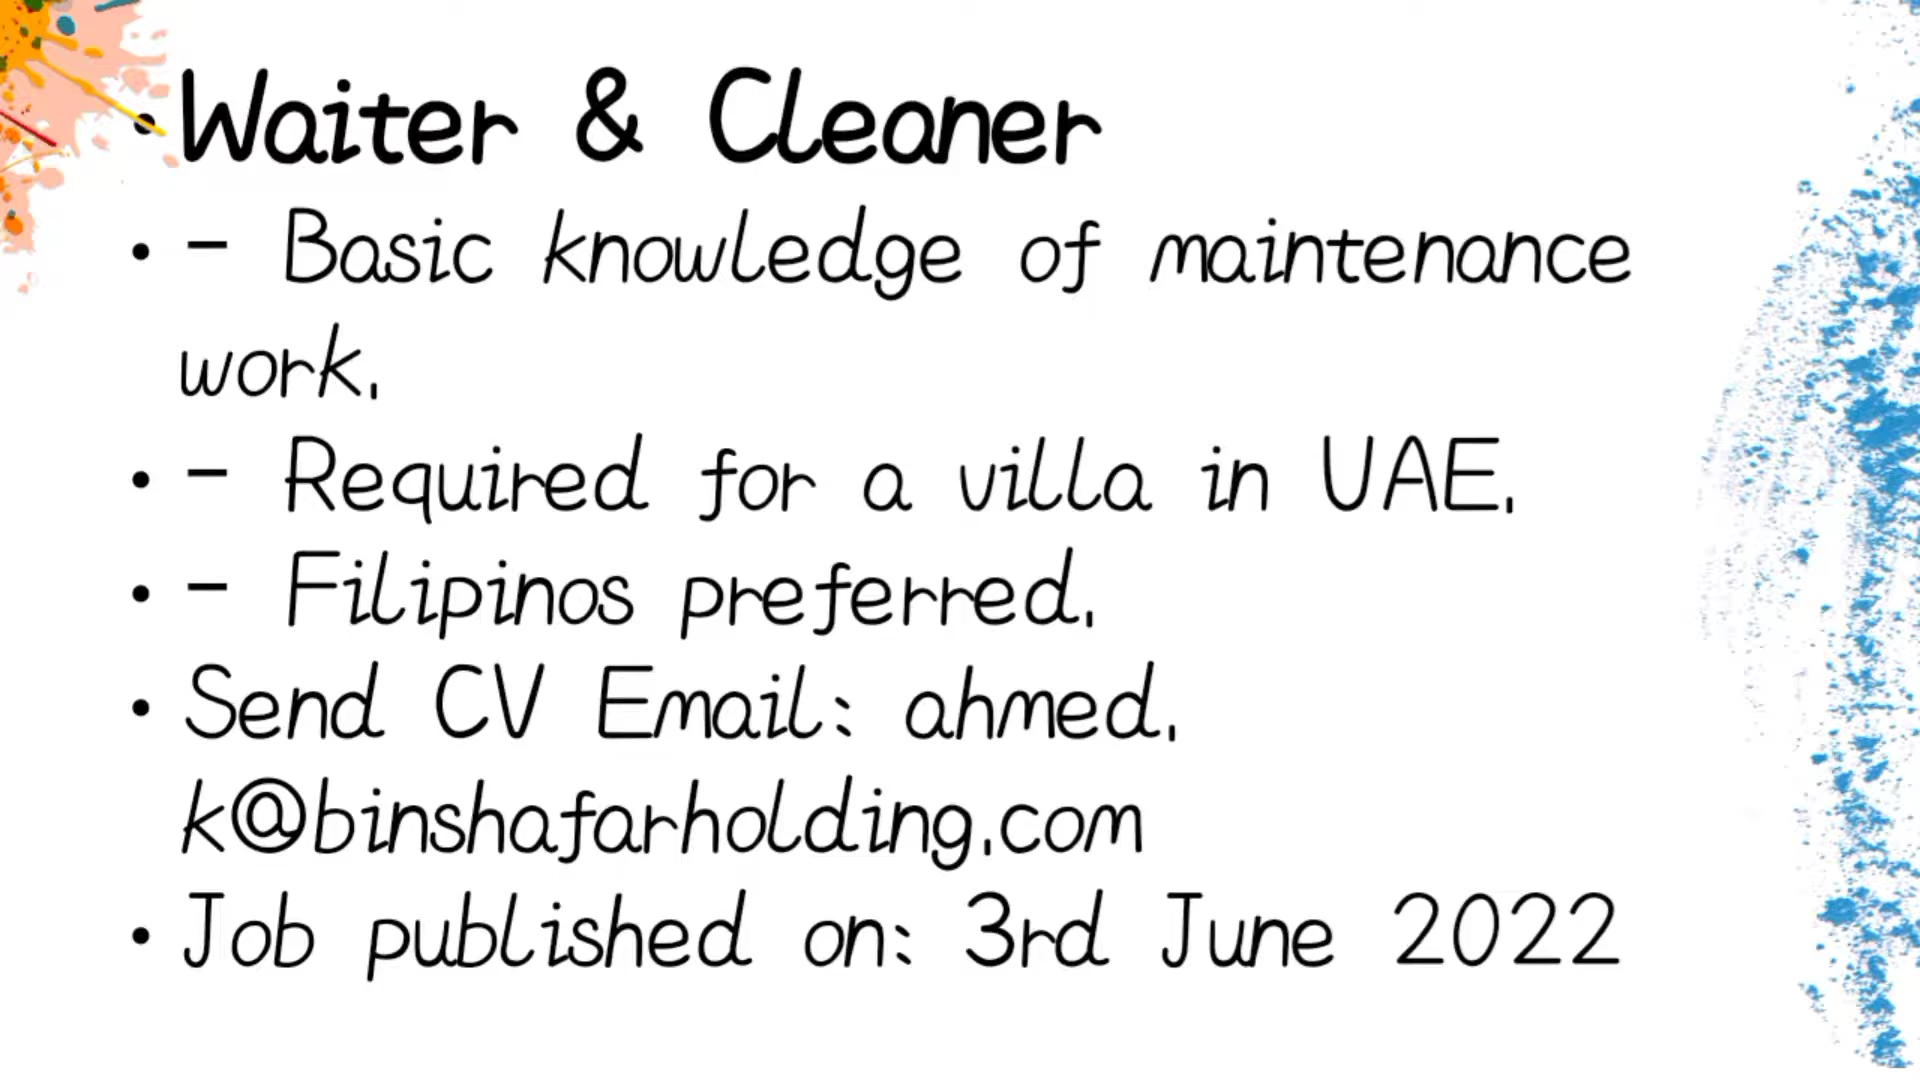 • Waiter & Cleaner
• - Basic knowledge of maintenance
work.
• - Required for a villa in UAE.
• - Filipinos preferred.
• Send CV Email: ahmed.
k@binshafarholding.com
• Job published on: 3rd June 2022